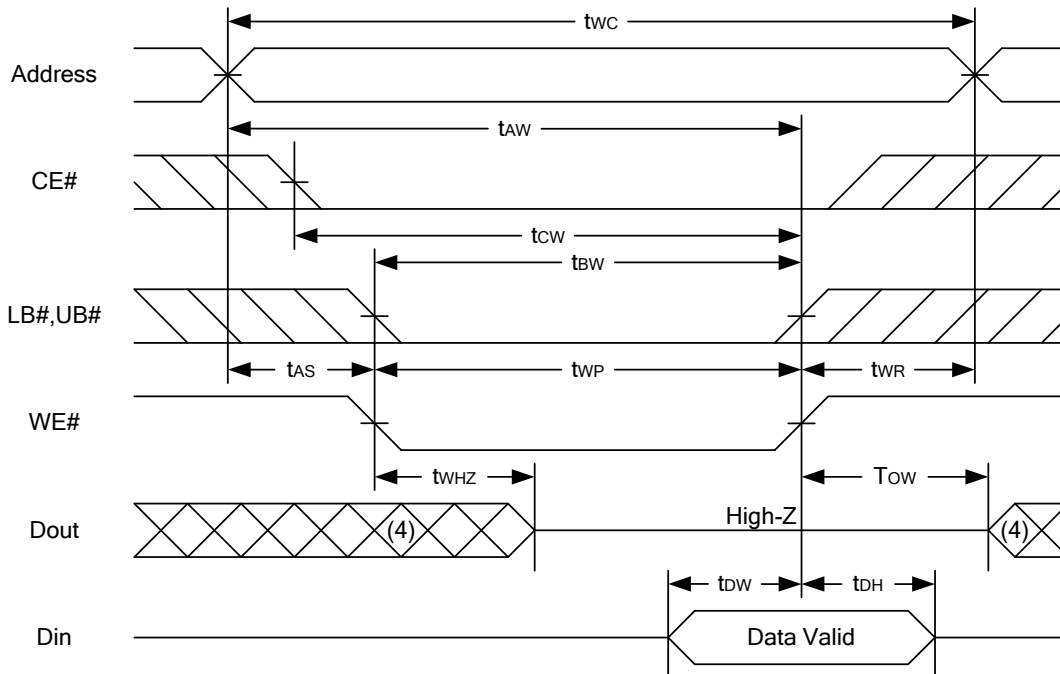 tWC
Address
tAW
CE#
tCW
tBW
LB#,UB#
tAS tWP tWR
WE#
tWHZ TOW
Dout (4) High-Z (4)
tDW tDH
Din Data Valid